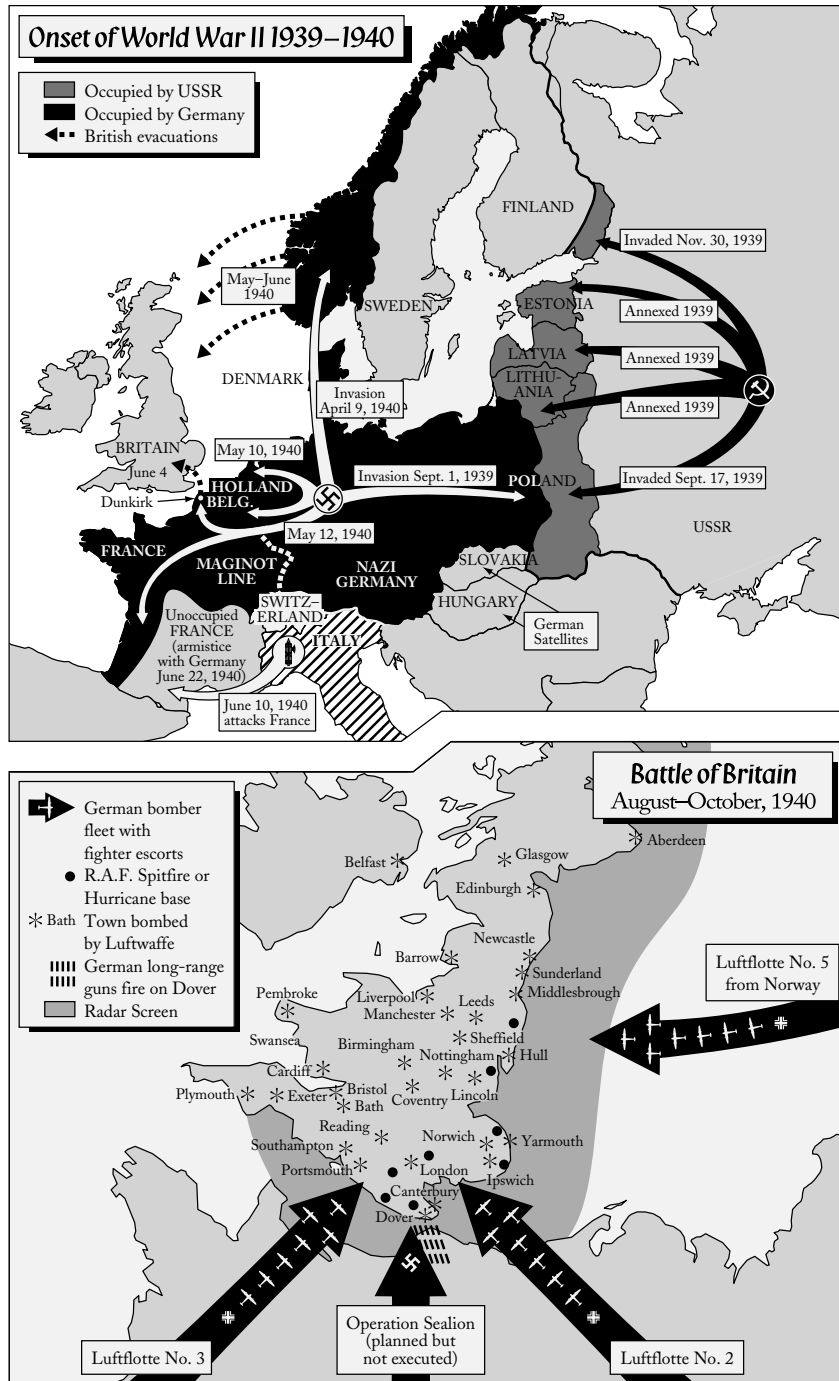 Onset of World War II 1939–1940
Occupied by USSR
Occupied by Germany
British evacuations
FINLAND
Invaded Nov. 30, 1939
May–June
1940
SWEDEN
ESTONIA
Annexed 1939
LATVIA
Annexed 1939
LITHU-
ANIA
Annexed 1939
DENMARK
Invasion
April 9, 1940
BRITAIN
June 4
May 10, 1940
Dunkirk
HOLLAND
BELG.
Invasion Sept. 1, 1939
POLAND
Invaded Sept. 17, 1939
USSR
May 12, 1940
FRANCE
MAGINOT
LINE
NAZI
GERMANY
SLOVAKIA
HUNGARY
German
Satellites
SWITZ-
ERLAND
ITALY
Unoccupied
FRANCE
(armistice
with Germany
June 22, 1940)
June 10, 1940
attacks France
Battle of Britain
August–October, 1940
German bomber
fleet with
fighter escorts
R.A.F. Spitfire or
Hurricane base
Bath Town bombed
by Luftwaffe
German long-range
guns fire on Dover
Radar Screen
Aberdeen
Glasgow
Belfast
Edinburgh
Newcastle
Barrow
Sunderland
Middlesbrough
Luftflotte No. 5
from Norway
Pembroke
Liverpool
Manchester
Leeds
Swansea
Sheffield
Birmingham
Nottingham
Hull
Cardiff
Lincoln
Coventry
Plymouth
Exeter
Bristol
Bath
Reading
Norwich
Yarmouth
Southampton
Portsmouth
London
Ipswich
Canterbury
Dover
Luftflotte No. 3
Operation Sealion
(planned but
not executed)
Luftflotte No. 2